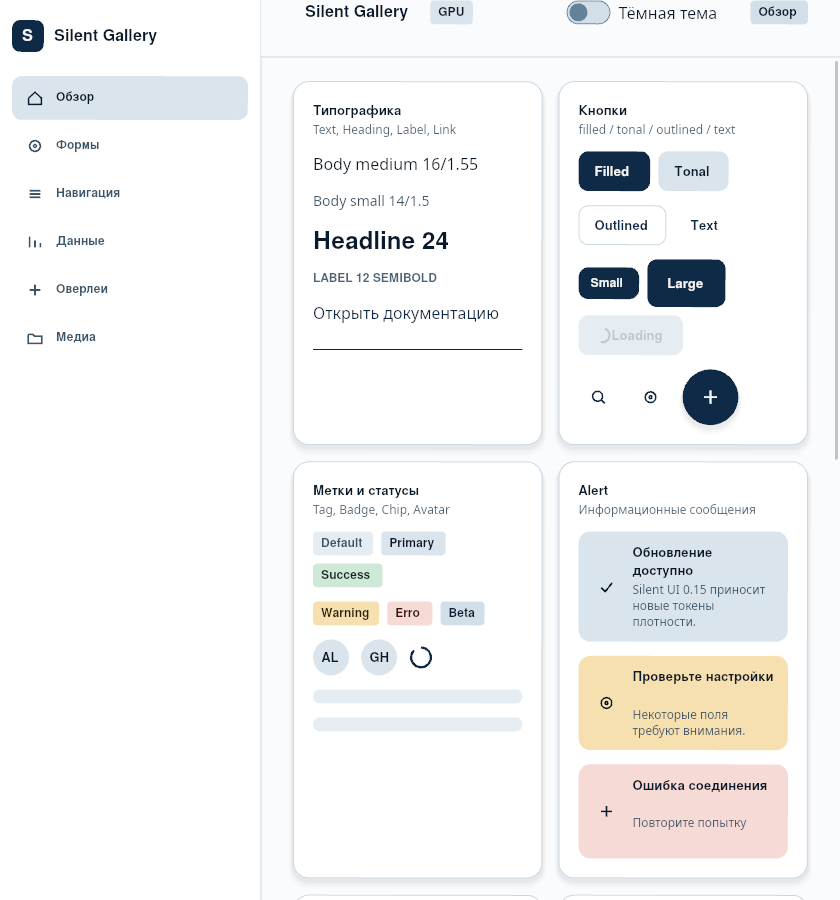 S Silent Gallery
Обзор
Формы
Навигация
Данные
Оверлеи
Медиа
Silent Gallery GPU Тёмная тема Обзор
Типографика
Text, Heading, Label, Link
Body medium 16/1.55
Body small 14/1.5
Headline 24
LABEL 12 SEMIBOLD
Открыть документацию
Кнопки
filled / tonal / outlined / text
Filled Tonal
Outlined Text
Small Large
Loading
Метки и статусы
Tag, Badge, Chip, Avatar
Default Primary
Success
Warning Erro Beta
AL GH
Alert
Информационные сообщения
Обновление
доступно
Silent UI 0.15 приносит
новые токены
плотности.
Проверьте настройки
Некоторые поля
требуют внимания.
Ошибка соединения
Повторите попытку